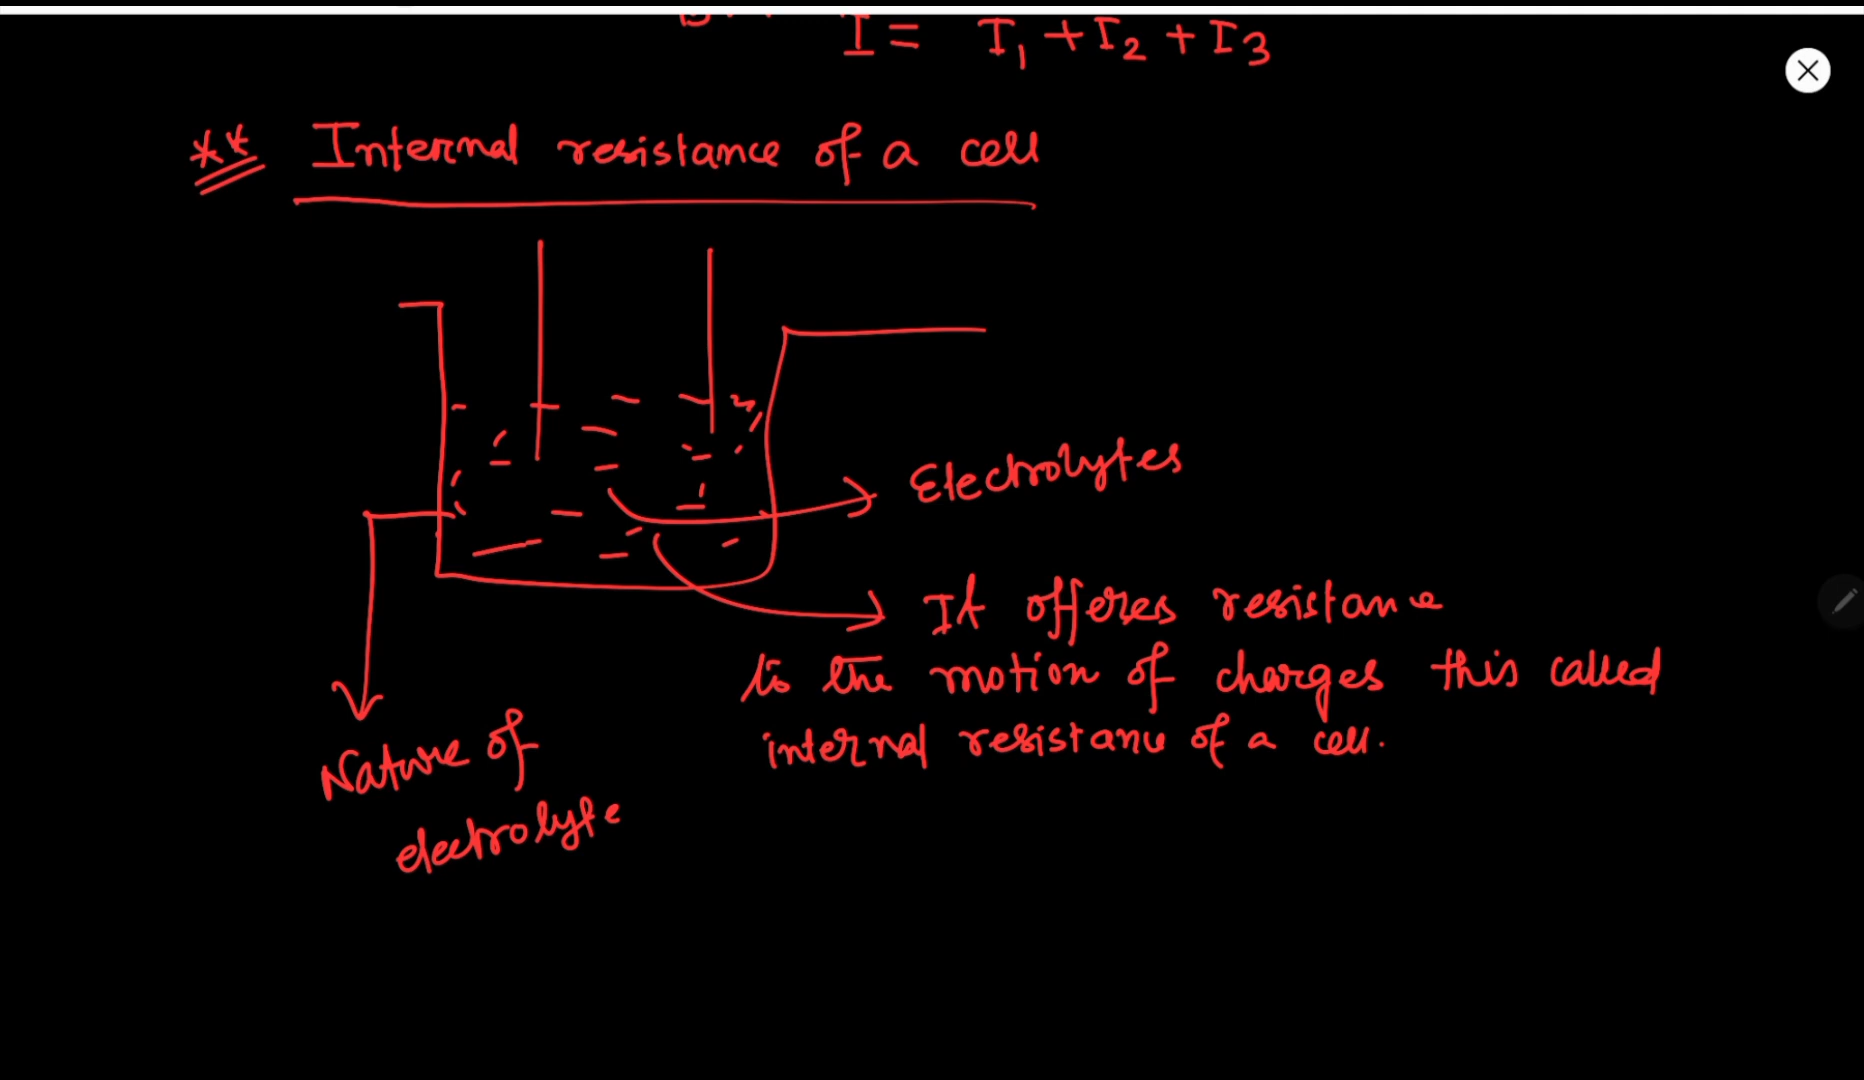 I = I₁ + I₂ + I3
** Internal resistance of a cell
Electrolytes
It offeres resistance
to the motion of charges this called
internal resistance of a cell.
Nature of
electrolyte